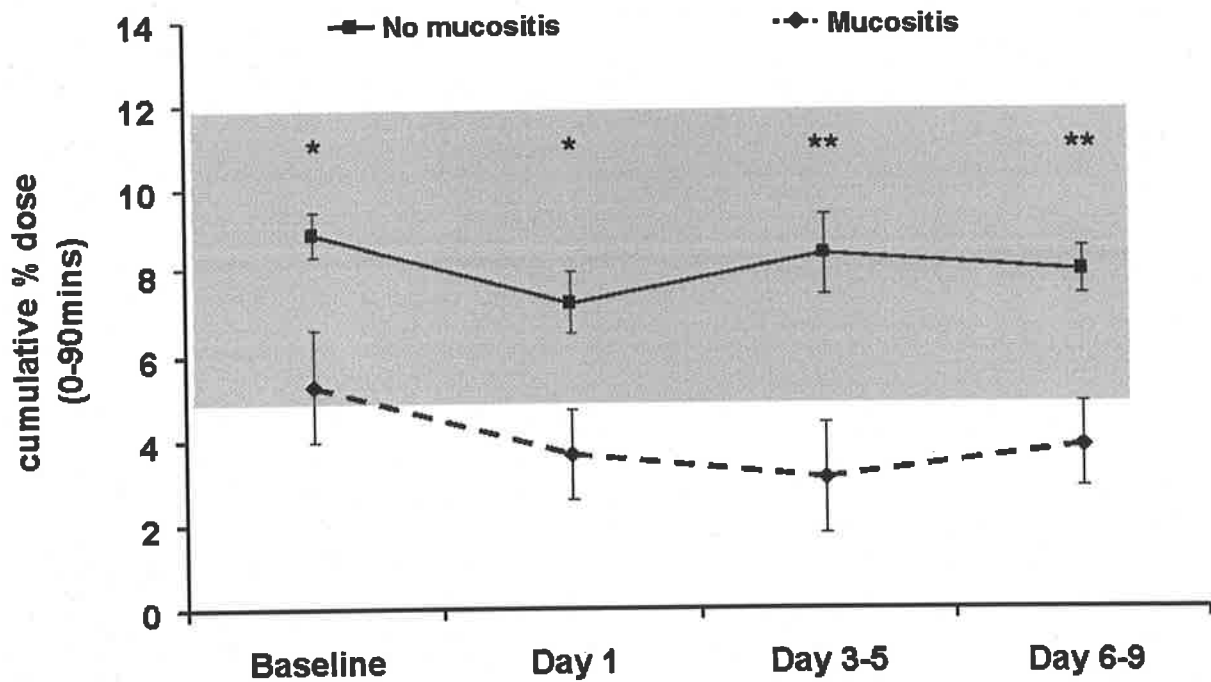 No mucositis Mucositis
14
12
10
8
6
4
2
0
cumulative % dose
(0-90mins)
* * ** **
Baseline Day 1 Day 3-5 Day 6-9